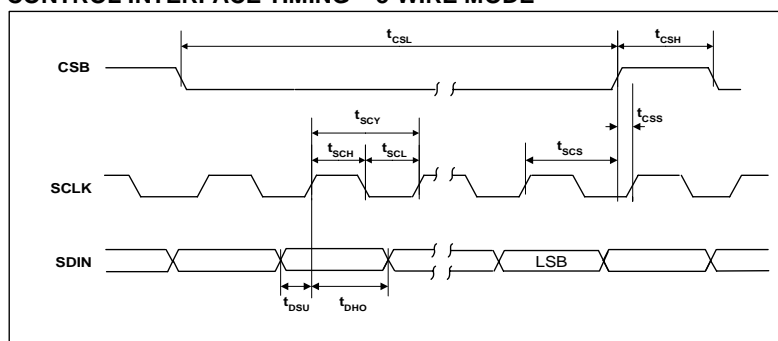 CONTROL INTERFACE TIMING – 3-WIRE MODE
tCSL
tCSH
CSB
tCSS
tSCY
tSCH
tSCL
tSCS
SCLK
SDIN
LSB
tDSU
tDHO